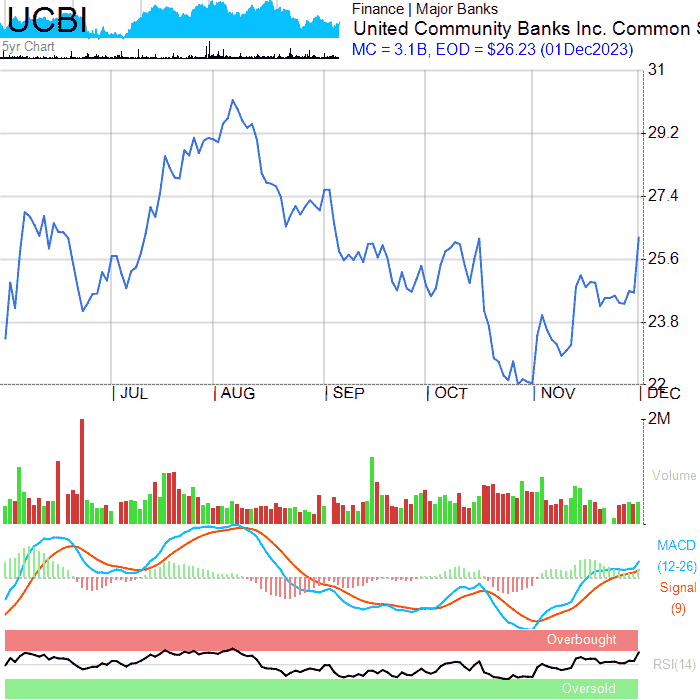 UCBI
5yr Chart
Finance | Major Banks
United Community Banks Inc. Common S
MC = 3.1B, EOD = $26.23 (01Dec2023)
31
29.2
27.4
25.6
23.8
22
JUL AUG SEP OCT NOV DEC
2M
Volume
MACD
(12-26)
Signal
(9)
Overbought
RSI(14)
Oversold